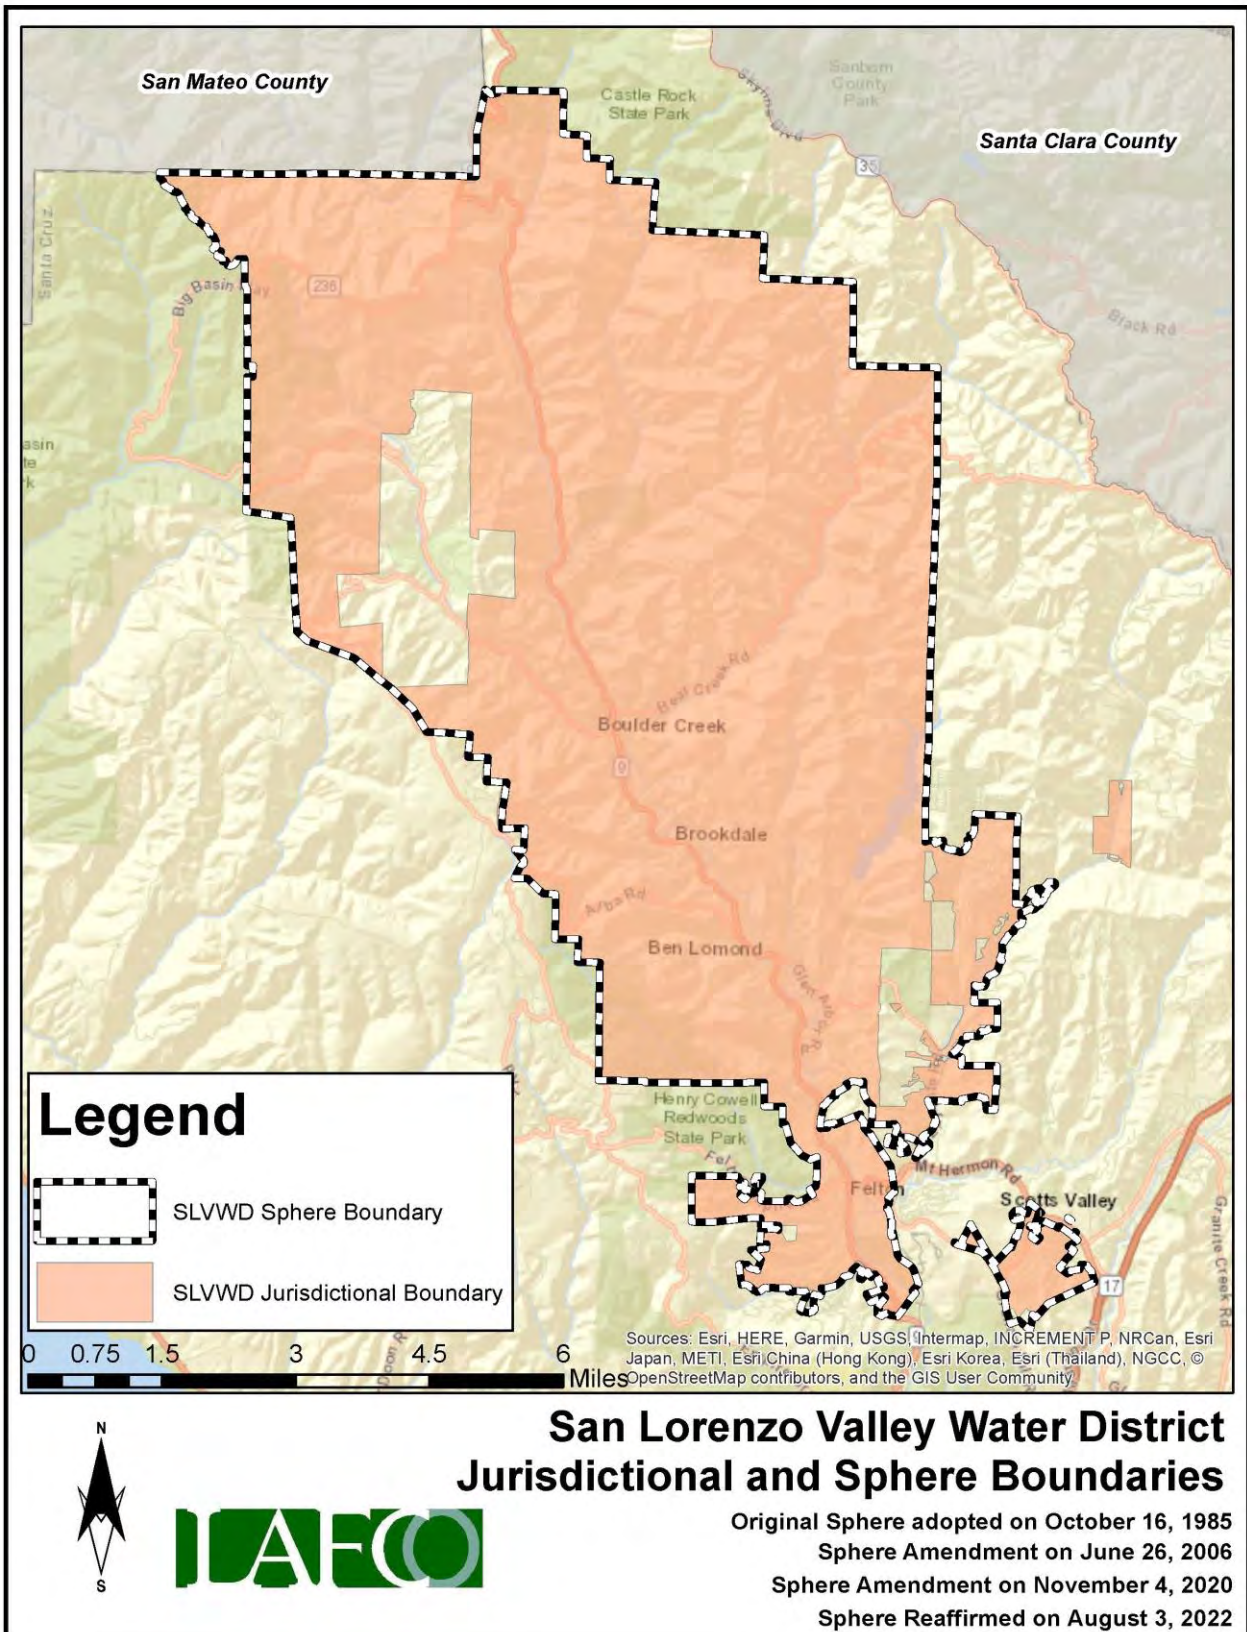 San Mateo County
Castle Rock
State Park
Skyline Blvd
Sanborn
County
Park
Santa Clara County
35
Santa Cruz
Big Basin Way
236
Black Rd
Bear Creek Rd
Boulder Creek
9
Brookdale
Alba Rd
Ben Lomond
Glen Arbor Rd
Henry Cowell
Redwoods
State Park
Felton
Mt Hermon Rd
Scotts Valley
Granite Creek Rd
17
Legend
SLVWD Sphere Boundary
SLVWD Jurisdictional Boundary
0 0.75 1.5 3 4.5 6
Miles
Sources: Esri, HERE, Garmin, USGS, Intermap, INCREMENT P, NRCan, Esri
Japan, METI, Esri China (Hong Kong), Esri Korea, Esri (Thailand), NGCC, ©
OpenStreetMap contributors, and the GIS User Community
San Lorenzo Valley Water District
Jurisdictional and Sphere Boundaries
N
S
LAFCO
Original Sphere adopted on October 16, 1985
Sphere Amendment on June 26, 2006
Sphere Amendment on November 4, 2020
Sphere Reaffirmed on August 3, 2022